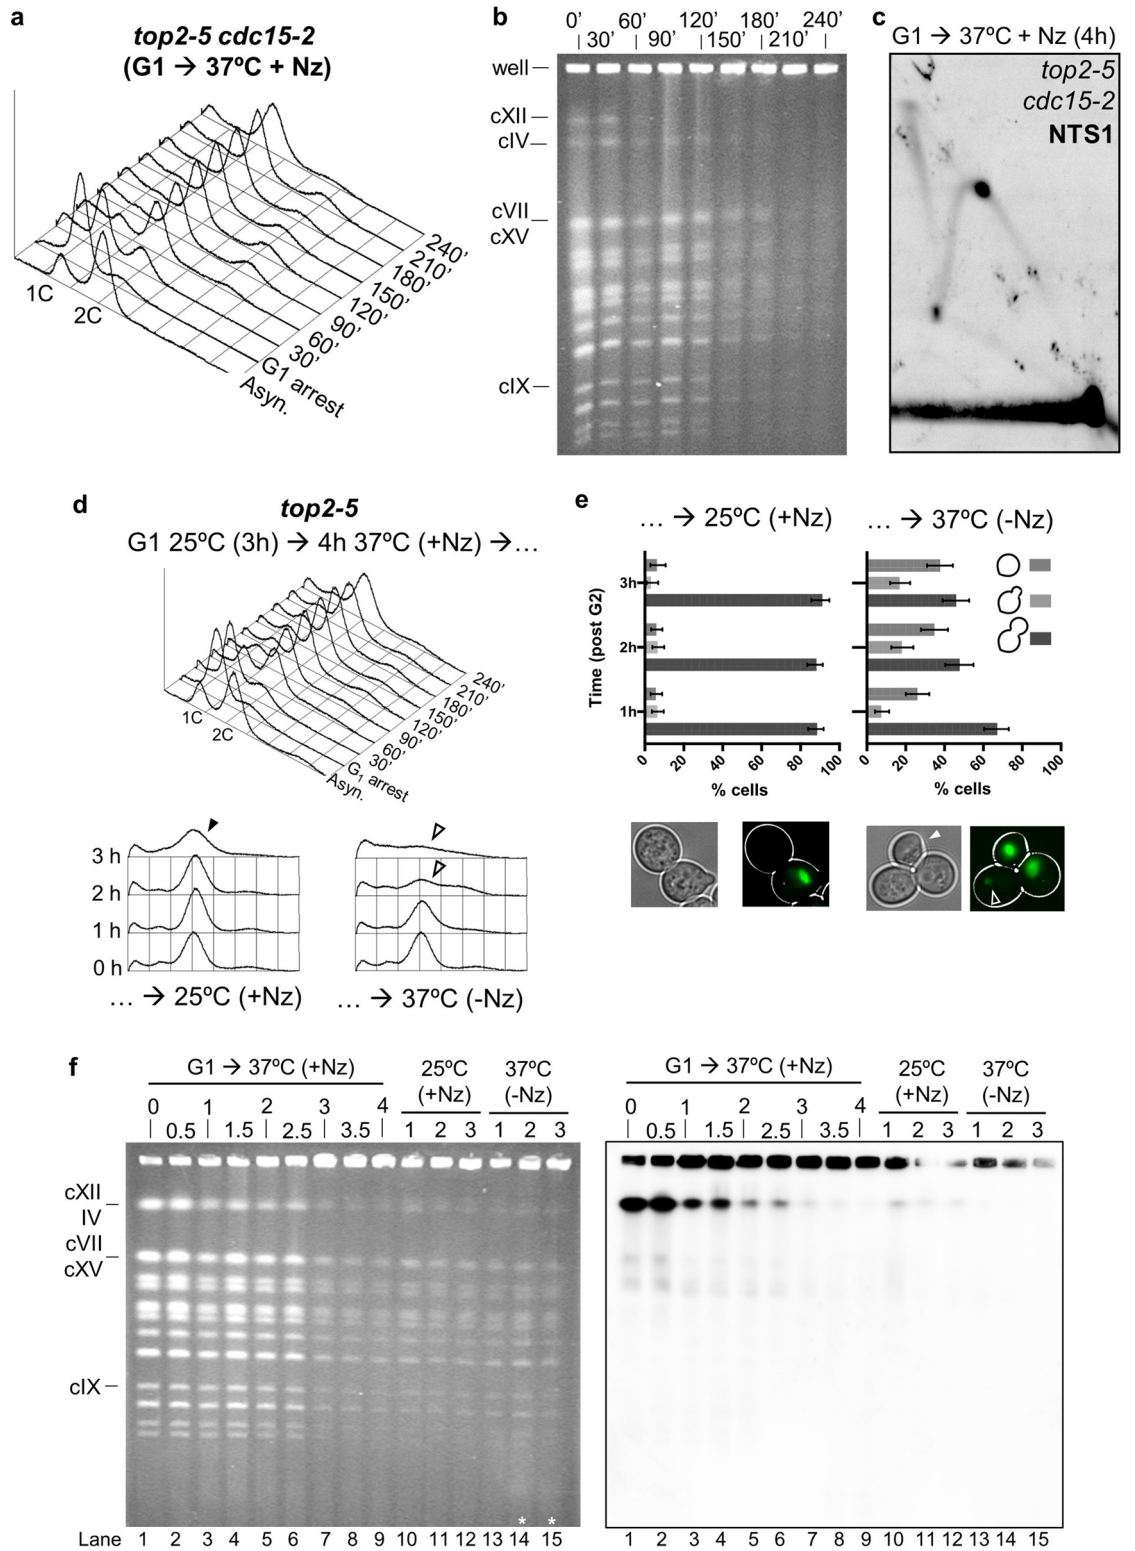 a
top2-5 cdc15-2
(G1 → 37ºC + Nz)
1C
2C
Asyn.
G1 arrest
30’
60’
90’
120’
150’
180’
210’
240’
b
0’ 60’ 120’ 180’ 240’
30’ 90’ 150’ 210’
well
cXII
cIV
cVII
cXV
cIX
c
G1 → 37ºC + Nz (4h)
top2-5
cdc15-2
NTS1
d
top2-5
G1 25ºC (3h) → 4h 37ºC (+Nz) →…
1C
2C
Asyn.
G1 arrest
30’
60’
90’
120’
150’
180’
210’
240’
3 h
2 h
1 h
0 h
… → 25ºC (+Nz)
… → 37ºC (-Nz)
e
… → 25ºC (+Nz)
… → 37ºC (-Nz)
Time (post G2)
3h
2h
1h
0 20 40 60 80 100
% cells
0 20 40 60 80 100
% cells
f
G1 → 37ºC (+Nz)
25ºC (+Nz)
37ºC (-Nz)
0 1 2 3 4
0.5 1.5 2.5 3.5 1 2 3 1 2 3
cXII
IV
cVII
cXV
cIX
* *
Lane 1 2 3 4 5 6 7 8 9 10 11 12 13 14 15
G1 → 37ºC (+Nz)
25ºC (+Nz)
37ºC (-Nz)
0 1 2 3 4
0.5 1.5 2.5 3.5 1 2 3 1 2 3
1 2 3 4 5 6 7 8 9 10 11 12 13 14 15